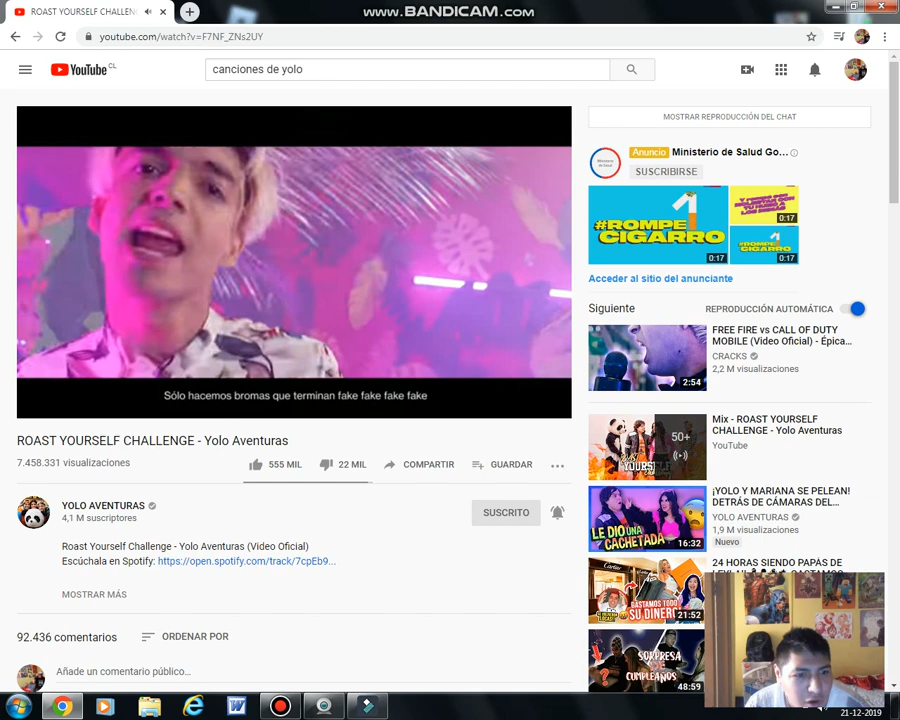 ROAST YOURSELF CHALLEN
WWW.BANDICAM.COM
youtube.com/watch?v=F7NF_ZNs2UY
YouTube CL
canciones de yolo
MOSTRAR REPRODUCCIÓN DEL CHAT
Anuncio Ministerio de Salud Go...
SUSCRIBIRSE
#ROMPE
1
CIGARRO
0:17
0:17
#ROMPE
CIGARRO
0:17
Acceder al sitio del anunciante
Siguiente
REPRODUCCIÓN AUTOMÁTICA
FREE FIRE vs CALL OF DUTY
MOBILE (Video Oficial) - Épica...
CRACKS
2,2 M visualizaciones
2:54
Sólo hacemos bromas que terminan fake fake fake fake
ROAST YOURSELF CHALLENGE - Yolo Aventuras
7.458.331 visualizaciones
555 MIL
22 MIL
COMPARTIR
GUARDAR
Mix - ROAST YOURSELF
CHALLENGE - Yolo Aventuras
YouTube
50+
YOLO AVENTURAS
4,1 M suscriptores
SUSCRITO
Roast Yourself Challenge - Yolo Aventuras (Video Oficial)
Escúchala en Spotify: https://open.spotify.com/track/7cpEb9...
MOSTRAR MÁS
¡YOLO Y MARIANA SE PELEAN!
DETRÁS DE CÁMARAS DEL...
YOLO AVENTURAS
1,9 M visualizaciones
Nuevo
LE DIO UNA
CACHETADA
16:32
24 HORAS SIENDO PAPÁS DE
Cartier
GASTAMOS TODO
SU DINERO
21:52
SORPRESA
DE
CUMPLEAÑOS
48:59
92.436 comentarios
ORDENAR POR
Añade un comentario público...
21-12-2019